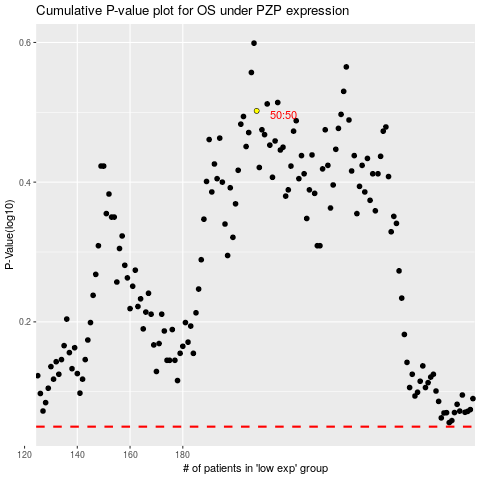 Cumulative P-value plot for OS under PZP expression
0.6
50:50
0.4
P-Value(log10)
0.2
120 140 160 180
# of patients in 'low exp' group